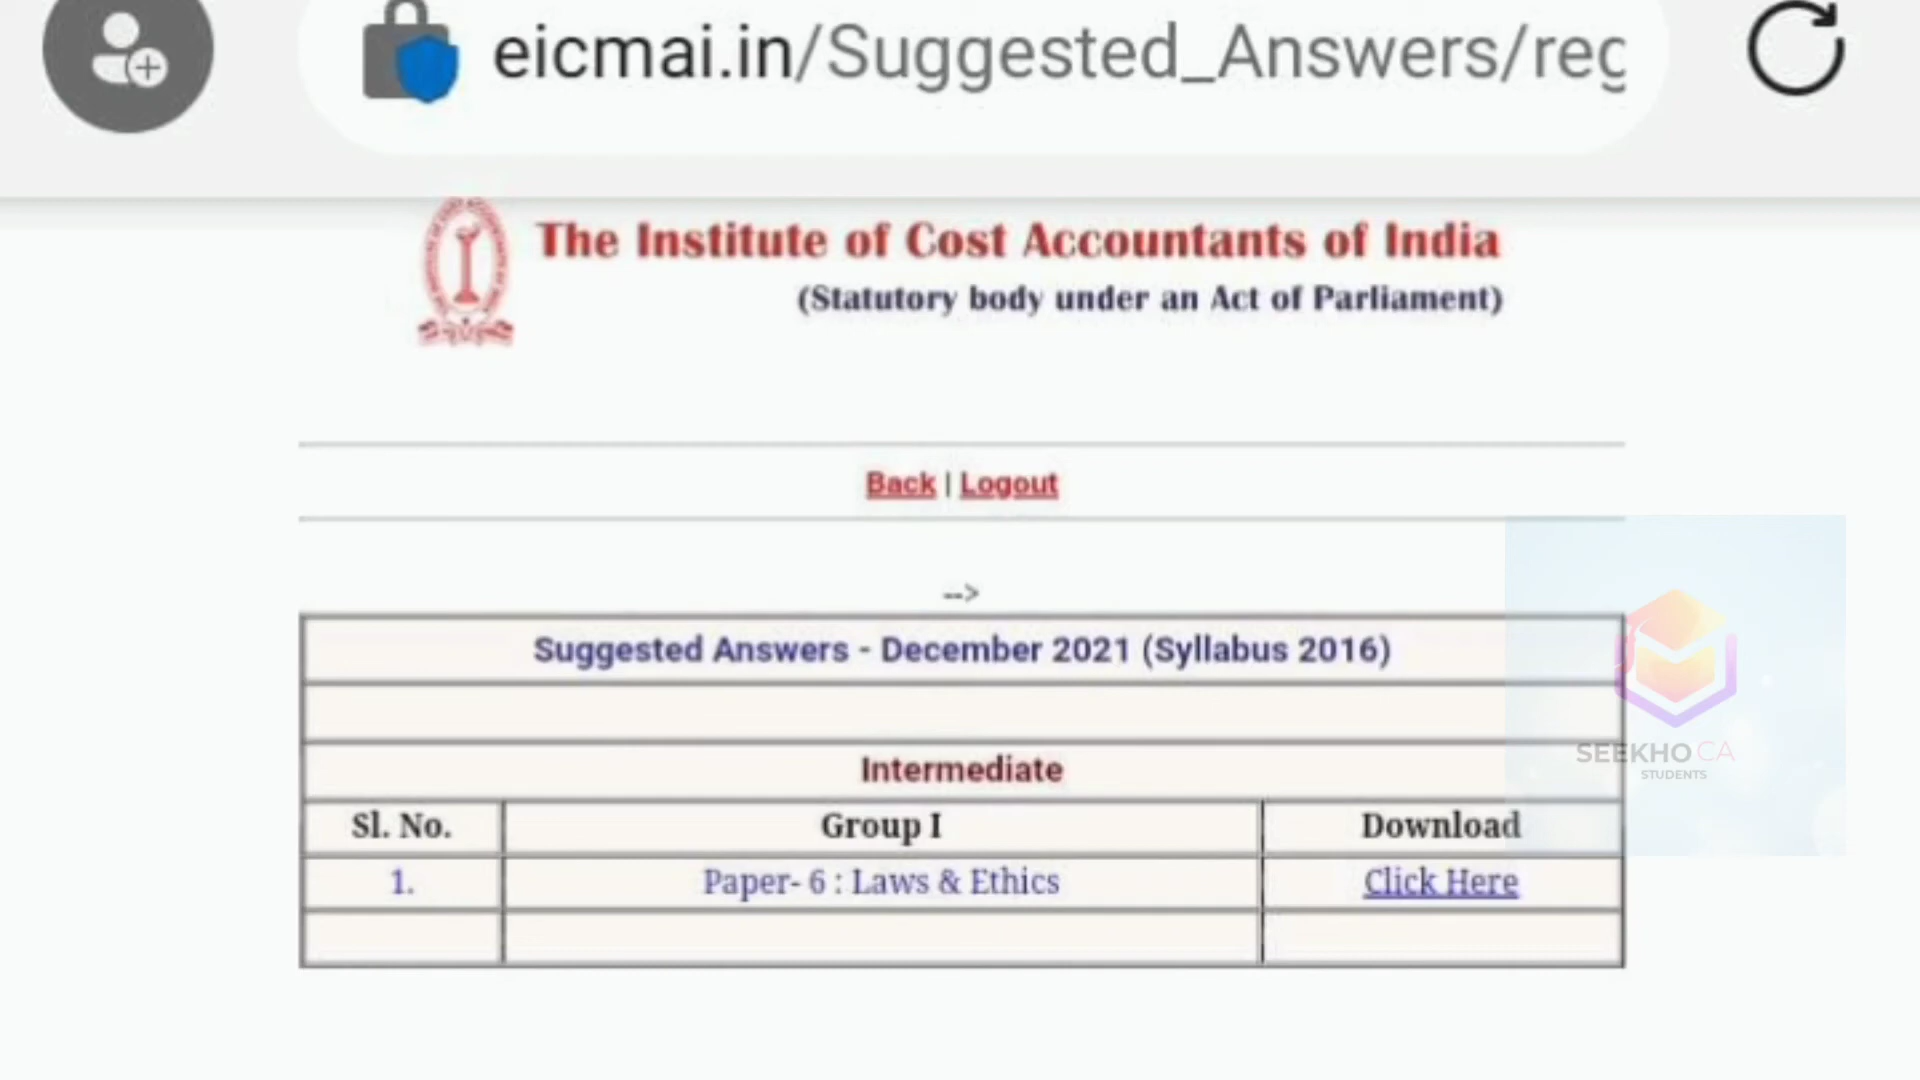 eicmai.in/Suggested_Answers/reg
The Institute of Cost Accountants of India
(Statutory body under an Act of Parliament)
Back | Logout
-->
Suggested Answers - December 2021 (Syllabus 2016)
Intermediate
Sl. No. Group I Download
1. Paper- 6 : Laws & Ethics Click Here
SEEKHO CA
STUDENTS